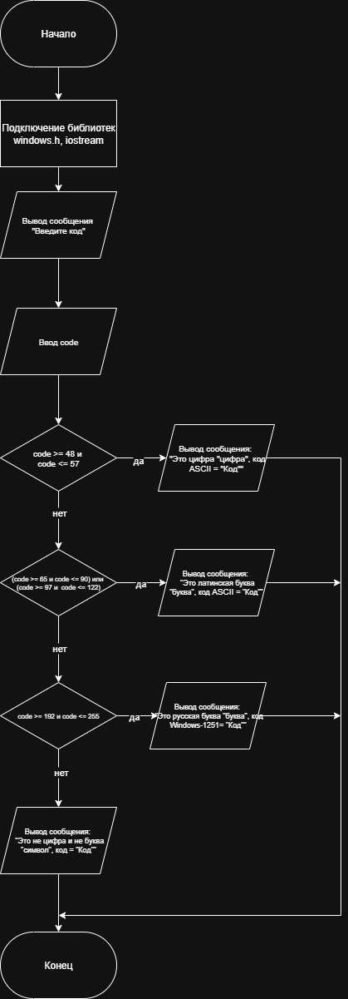 Начало
Подключение библиотек
windows.h, iostream
Вывод сообщения
"Введите код"
Ввод code
code >= 48 и
code <= 57
да
Вывод сообщения:
"Это цифра "цифра", код
ASCII = "Код""
нет
(code >= 65 и code <= 90) или
(code >= 97 и code <= 122)
да
Вывод сообщения:
"Это латинская буква
"буква", код ASCII = "Код""
нет
code >= 192 и code <= 255
да
Вывод сообщения:
"Это русская буква "буква", код
Windows-1251= "Код""
нет
Вывод сообщения:
"Это не цифра и не буква
"символ", код = "Код""
Конец